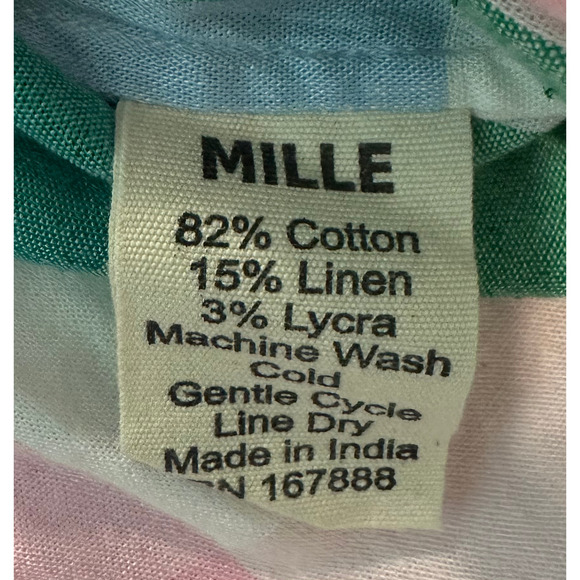 MILLE
82% Cotton
15% Linen
3% Lycra
Machine Wash
Cold
Gentle Cycle
Line Dry
Made in India
167888